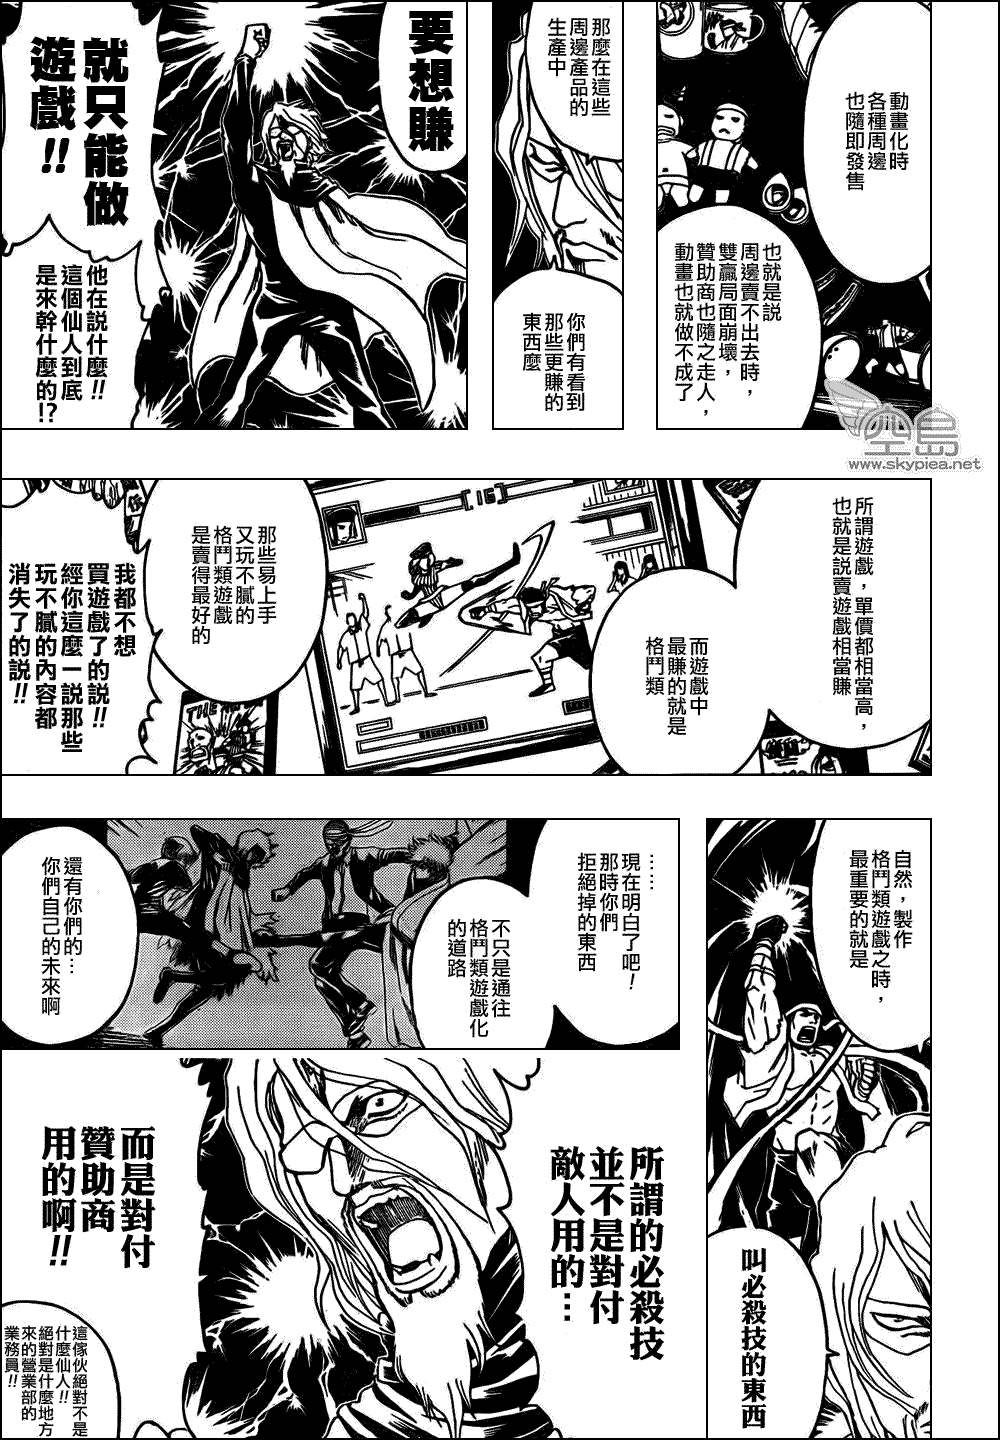 動畫化時
各種周邊
也隨即發售
也就是説
周邊賣不出去時，
雙贏局面崩壞，
贊助商也隨之走人，
動畫也就做不成了
那麼在這些
周邊產品的
生產中
你們有看到
那些更賺的
東西麼
要想賺
就只能做
遊戲!!
他在説什麼!!
這個仙人到底
是來幹什麼的!?
空島
www.skypiea.net
所謂遊戲，單價都相當高，
也就是説賣遊戲相當賺
而遊戲中
最賺的就是
格鬥類
16
那些易上手
又玩不膩的
格鬥類遊戲
是賣得最好的
我都不想
買遊戲了的說!!
經你這麼一說那些
玩不膩的內容都
消失了的說!!
自然，製作
格鬥類遊戲之時，
最重要的就是
叫必殺技的東西
……
現在明白了吧!
那時你們
拒絕掉的東西
不只是通往
格鬥類遊戲化
的道路
還有你們的…
你們自己的未來啊
所謂的必殺技
並不是對付
敵人用的…
而是對付
贊助商
用的啊!!
這傢伙絕對不是
什麼仙人!!
絕對是什麼地方
來的營業部的
業務員!!